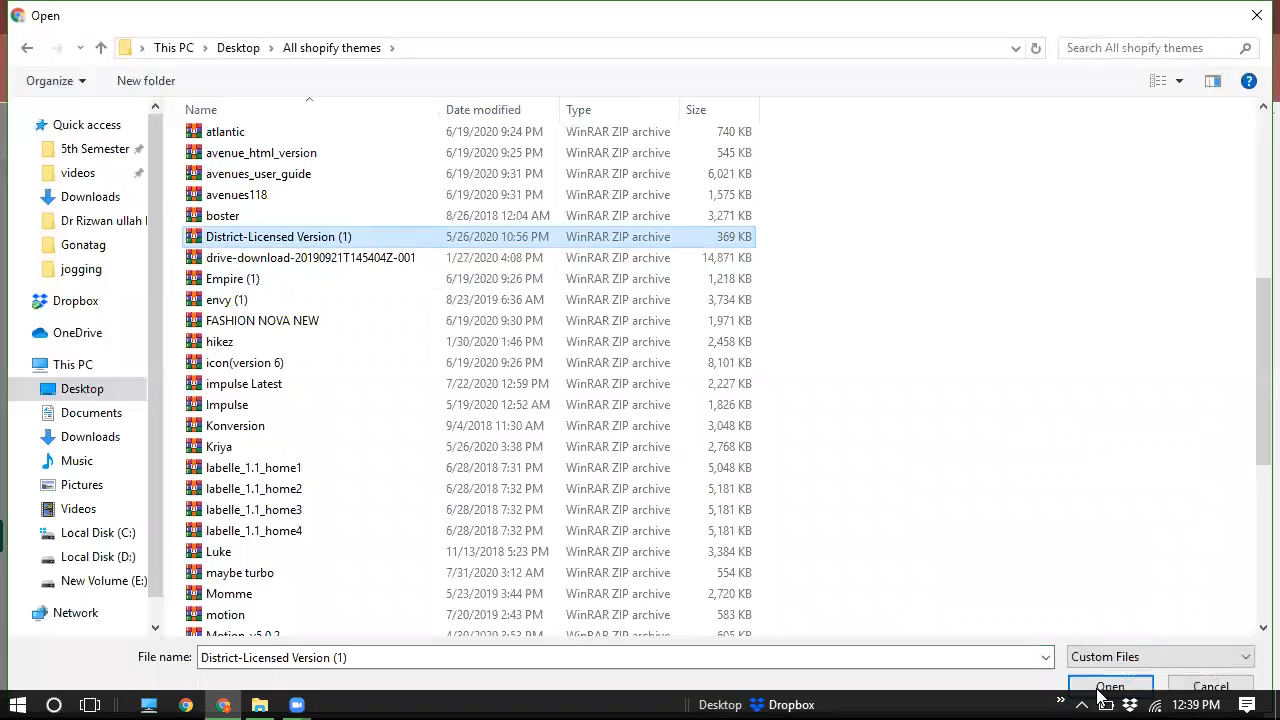 Open
This PC Desktop All shopify themes
Search All shopify themes
Organize New folder
Name Date modified Type Size
Quick access
5th Semester
videos
Downloads
Dr Rizwan ullah
Gonatag
jogging
Dropbox
OneDrive
This PC
Desktop
Documents
Downloads
Music
Pictures
Videos
Local Disk (C:)
Local Disk (D:)
New Volume (E:)
Network
atlantic 6/19/2020 9:24 PM WinRAR ZIP archive 740 KB
avenue_html_version 6/19/2020 9:25 PM WinRAR ZIP archive 545 KB
avenues_user_guide 6/19/2020 9:31 PM WinRAR ZIP archive 6,021 KB
avenues118 6/19/2020 9:31 PM WinRAR ZIP archive 1,575 KB
boster 8/26/2018 12:04 AM WinRAR ZIP archive 3,271 KB
District-Licensed Version (1) 5/26/2020 10:56 PM WinRAR ZIP archive 369 KB
drive-download-20190921T145404Z-001 1/27/2020 4:08 PM WinRAR ZIP archive 14,871 KB
Empire (1) 6/19/2020 9:26 PM WinRAR ZIP archive 1,218 KB
envy (1) 8/23/2019 6:36 AM WinRAR ZIP archive 3,734 KB
FASHION NOVA NEW 6/19/2020 9:30 PM WinRAR ZIP archive 1,971 KB
hikez 1/30/2020 1:46 PM WinRAR ZIP archive 2,458 KB
icon(version 6) 6/19/2020 9:26 PM WinRAR ZIP archive 8,101 KB
impulse Latest 7/22/2020 12:59 PM WinRAR ZIP archive 2,227 KB
Impulse 5/19/2020 12:52 AM WinRAR ZIP archive 1,826 KB
Konversion 9/4/2018 11:30 AM WinRAR ZIP archive 3,048 KB
Kriya 5/26/2020 3:38 PM WinRAR ZIP archive 2,768 KB
labelle_1.1_home1 6/28/2018 7:31 PM WinRAR ZIP archive 5,048 KB
labelle_1.1_home2 6/28/2018 7:32 PM WinRAR ZIP archive 5,181 KB
labelle_1.1_home3 6/28/2018 7:32 PM WinRAR ZIP archive 5,181 KB
labelle_1.1_home4 6/28/2018 7:32 PM WinRAR ZIP archive 5,181 KB
Luke 11/13/2018 5:23 PM WinRAR ZIP archive 3,384 KB
maybe turbo 7/31/2020 3:12 AM WinRAR ZIP archive 554 KB
Momme 5/23/2019 3:44 PM WinRAR ZIP archive 2,720 KB
motion 7/20/2019 2:43 PM WinRAR ZIP archive 583 KB
Motion_v5.0.2 4/30/2020 3:53 PM WinRAR ZIP archive 605 KB
File name: District-Licensed Version (1) Custom Files
Open Cancel
Desktop Dropbox 12:39 PM